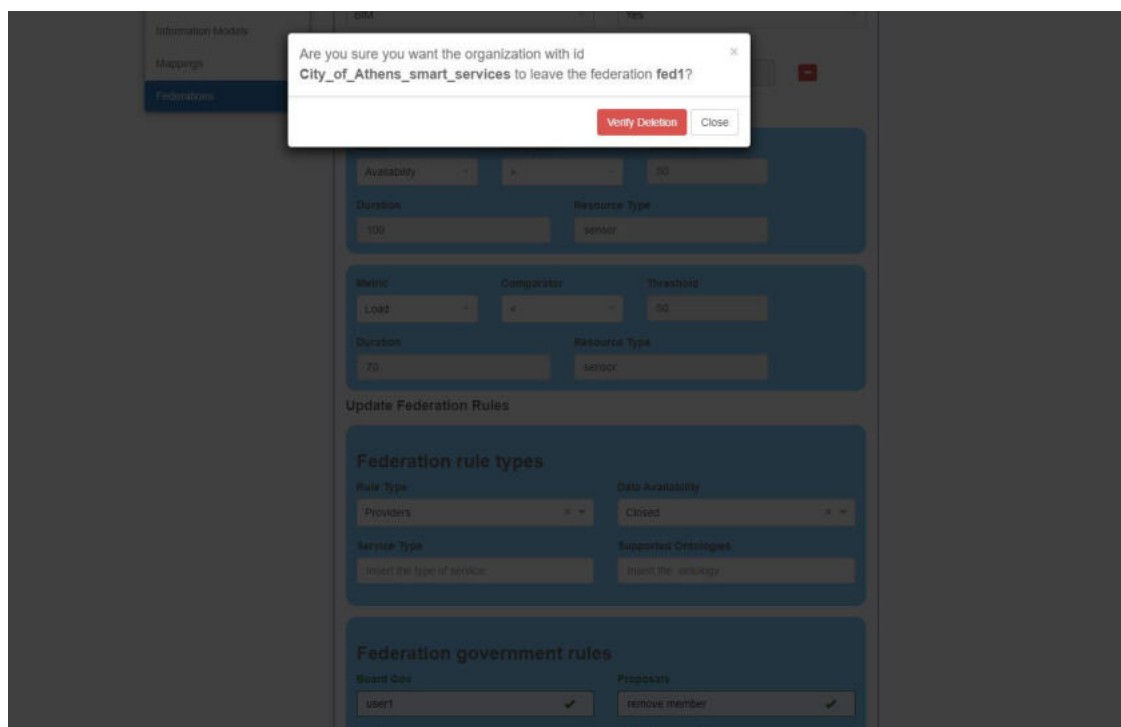 BIM
Yes
Information Models
Mappings
Federations
Are you sure you want the organization with id
×
City_of_Athens_smart_services to leave the federation fed1?
Verify Deletion
Close
Availability
50
Duration
Resource Type
100
sensor
Metric
Comparator
Threshold
Load
<
50
Duration
Resource Type
70
sensor
Update Federation Rules
Federation rule types
Rule Type
Data Availability
Providers
Closed
Service Type
Supported Ontologies
Insert the type of service
Insert the ontology
Federation government rules
Board Gov
Proposals
user1
remove member